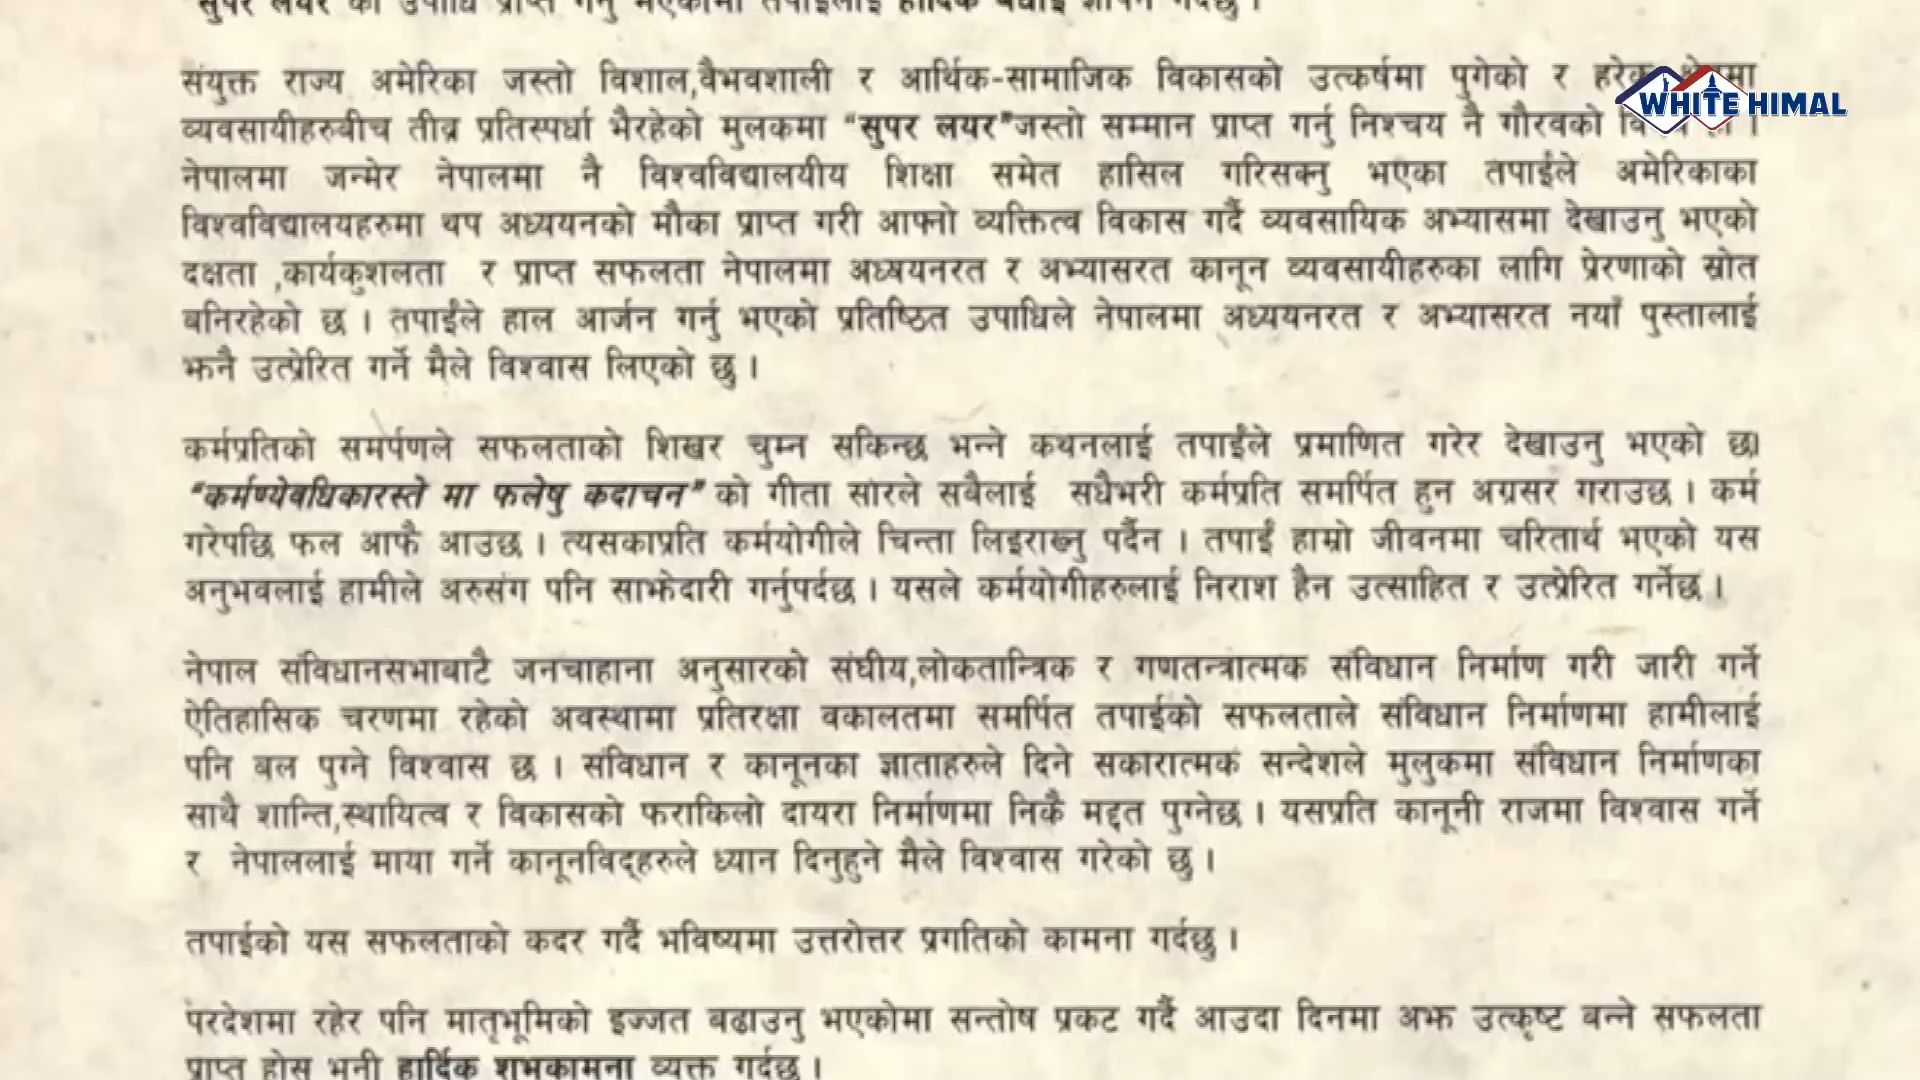 "सुपर लयर को उपाधि प्राप्त गर्नु भएकोमा तपाईंलाई हार्दिक बधाई ज्ञापन गर्दछु ।
संयुक्त राज्य अमेरिका जस्तो विशाल,वैभवशाली र आर्थिक-सामाजिक विकासको उत्कर्षमा पुगेको र हरेक
WHITE HIMAL
व्यवसायीहरुबीच तीव्र प्रतिस्पर्धा भैरहेको मुलकमा "सुपर लयर"जस्तो सम्मान प्राप्त गर्नु निश्चय नै गौरवको
नेपालमा जन्मेर नेपालमा नै विश्वविद्यालयीय शिक्षा समेत हासिल गरिसक्नु भएका तपाईंले अमेरिकाका
विश्वविद्यालयहरुमा थप अध्ययनको मौका प्राप्त गरी आफ्नो व्यक्तित्व विकास गर्दै व्यवसायिक अभ्यासमा देखाउनु भएको
दक्षता ,कार्यकुशलता र प्राप्त सफलता नेपालमा अध्ययनरत र अभ्यासरत कानून व्यवसायीहरुका लागि प्रेरणाको स्रोत
बनिरहेको छ । तपाईंले हाल आर्जन गर्नु भएको प्रतिष्ठित उपाधिले नेपालमा अध्ययनरत र अभ्यासरत नयाँ पुस्तालाई
झनै उत्प्रेरित गर्ने मैले विश्वास लिएको छु ।
कर्मप्रतिको समर्पणले सफलताको शिखर चुम्न सकिन्छ भन्ने कथनलाई तपाईंले प्रमाणित गरेर देखाउनु भएको छ।
"कर्मण्येवधिकारस्ते मा फलेषु कदाचन" को गीता सारले सबैलाई सधैभरी कर्मप्रति समर्पित हुन अग्रसर गराउछ । कर्म
गरेपछि फल आफै आउछ । त्यसकाप्रति कर्मयोगीले चिन्ता लिइराख्नु पर्दैन । तपाई हाम्रो जीवनमा चरितार्थ भएको यस
अनुभवलाई हामीले अरुसंग पनि साझेदारी गर्नुपर्दछ । यसले कर्मयोगीहरुलाई निराश हैन उत्साहित र उत्प्रेरित गर्नेछ ।
नेपाल संविधानसभाबाटै जनचाहाना अनुसारको संघीय,लोकतान्त्रिक र गणतन्त्रात्मक संविधान निर्माण गरी जारी गर्ने
ऐतिहासिक चरणमा रहेको अवस्थामा प्रतिरक्षा वकालतमा समर्पित तपाईको सफलताले संविधान निर्माणमा हामीलाई
पनि बल पुग्ने विश्वास छ । संविधान र कानूनका ज्ञाताहरुले दिने सकारात्मक सन्देशले मुलुकमा संविधान निर्माणका
साथै शान्ति,स्थायित्व र विकासको फराकिलो दायरा निर्माणमा निकै मद्दत पुग्नेछ । यसप्रति कानूनी राजमा विश्वास गर्ने
र नेपाललाई माया गर्ने कानूनविद्हरुले ध्यान दिनुहुने मैले विश्वास गरेको छु ।
तपाईको यस सफलताको कदर गर्दै भविष्यमा उत्तरोत्तर प्रगतिको कामना गर्दछु ।
परदेशमा रहेर पनि मातृभूमिको इज्जत बढाउनु भएकोमा सन्तोष प्रकट गर्दै आउदा दिनमा अझ उत्कृष्ट बन्ने सफलता
प्राप्त होस भनी हार्दिक शुभकामना व्यक्त गर्दछु ।